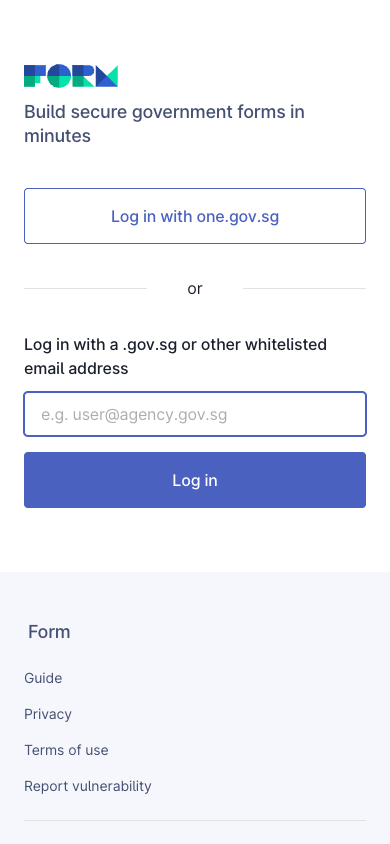 FORM
Build secure government forms in
minutes
Log in with one.gov.sg
or
Log in with a .gov.sg or other whitelisted
email address
e.g. user@agency.gov.sg
Log in
Form
Guide
Privacy
Terms of use
Report vulnerability